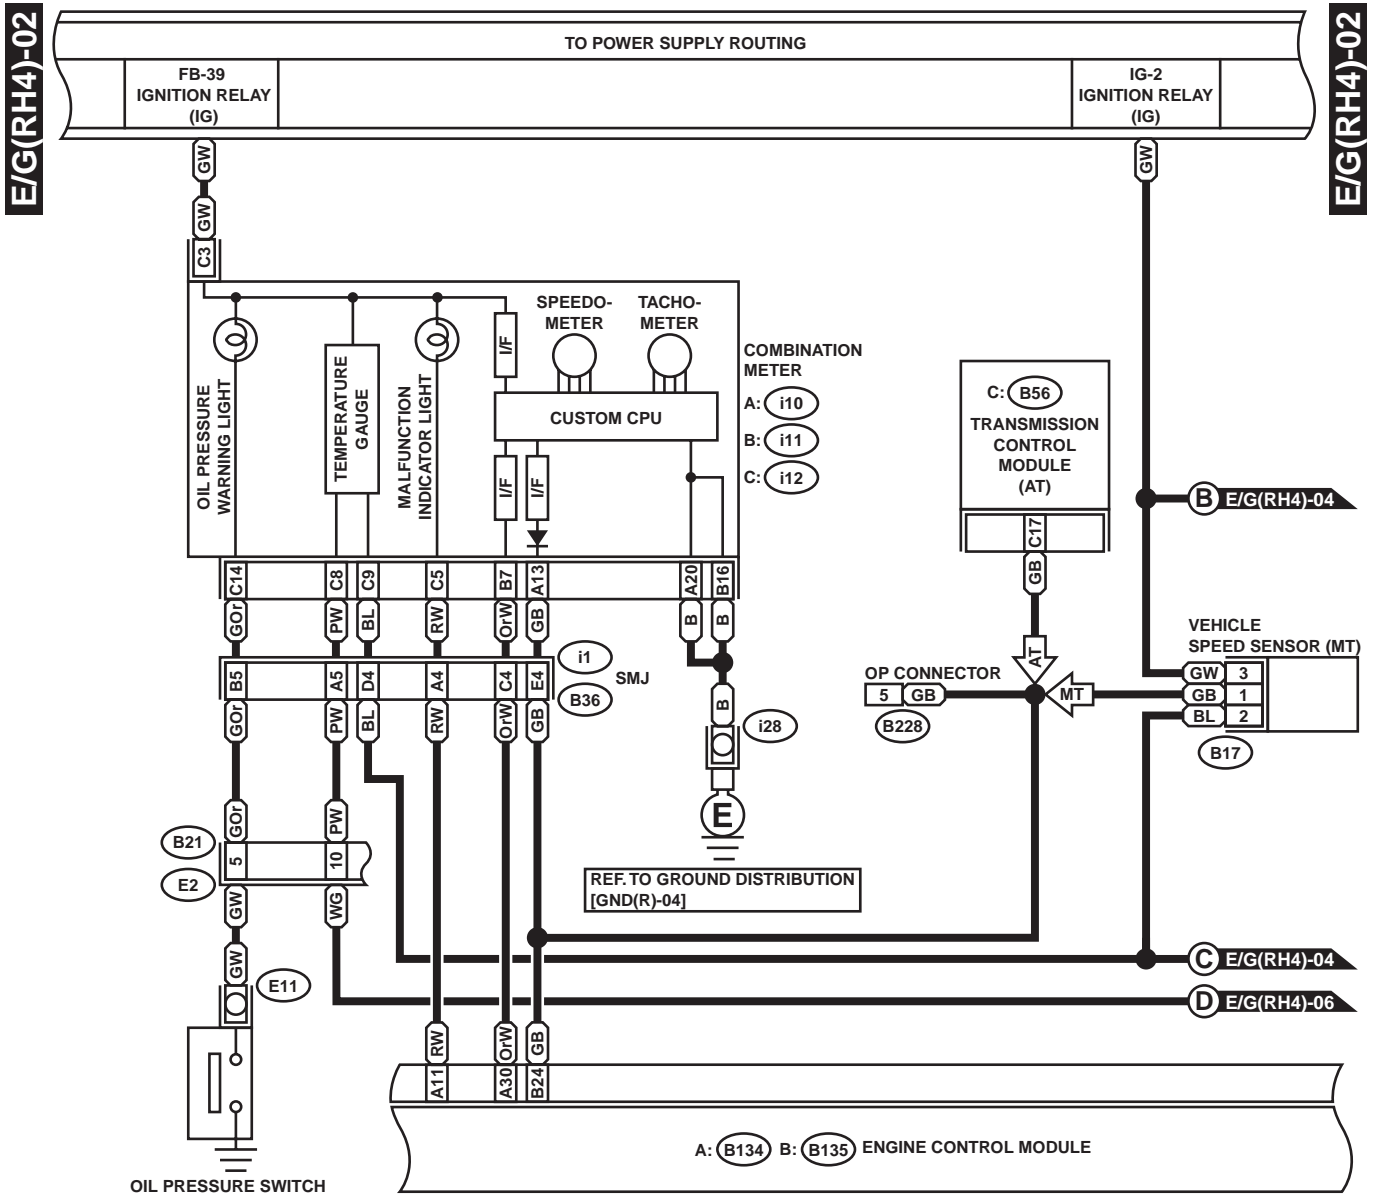 E/G(RH4)-02
E/G(RH4)-02
TO POWER SUPPLY ROUTING
FB-39
IGNITION RELAY
(IG)
IG-2
IGNITION RELAY
(IG)
GW
GW
C3
GW
SPEEDO-
METER
TACHO-
METER
OIL PRESSURE
WARNING LIGHT
TEMPERATURE
GAUGE
MALFUNCTION
INDICATOR LIGHT
I/F
CUSTOM CPU
I/F
I/F
COMBINATION
METER
A: i10
B: i11
C: i12
C: B56
TRANSMISSION
CONTROL
MODULE
(AT)
C17
GB
B E/G(RH4)-04
C14
C8
C9
C5
B7
A13
A20
B16
GOr
PW
BL
RW
OrW
GB
B
B
i1
SMJ
B36
B5
A5
D4
A4
C4
E4
GOr
PW
BL
RW
OrW
GB
B
i28
E
REF. TO GROUND DISTRIBUTION
[GND(R)-04]
AT
OP CONNECTOR
5 GB
B228
MT
VEHICLE
SPEED SENSOR (MT)
GW 3
GB 1
BL 2
B17
GOr
PW
B21
5
10
E2
GW
WG
GW
E11
C E/G(RH4)-04
D E/G(RH4)-06
RW
OrW
GB
A11
A30
B24
A: B134 B: B135 ENGINE CONTROL MODULE
OIL PRESSURE SWITCH